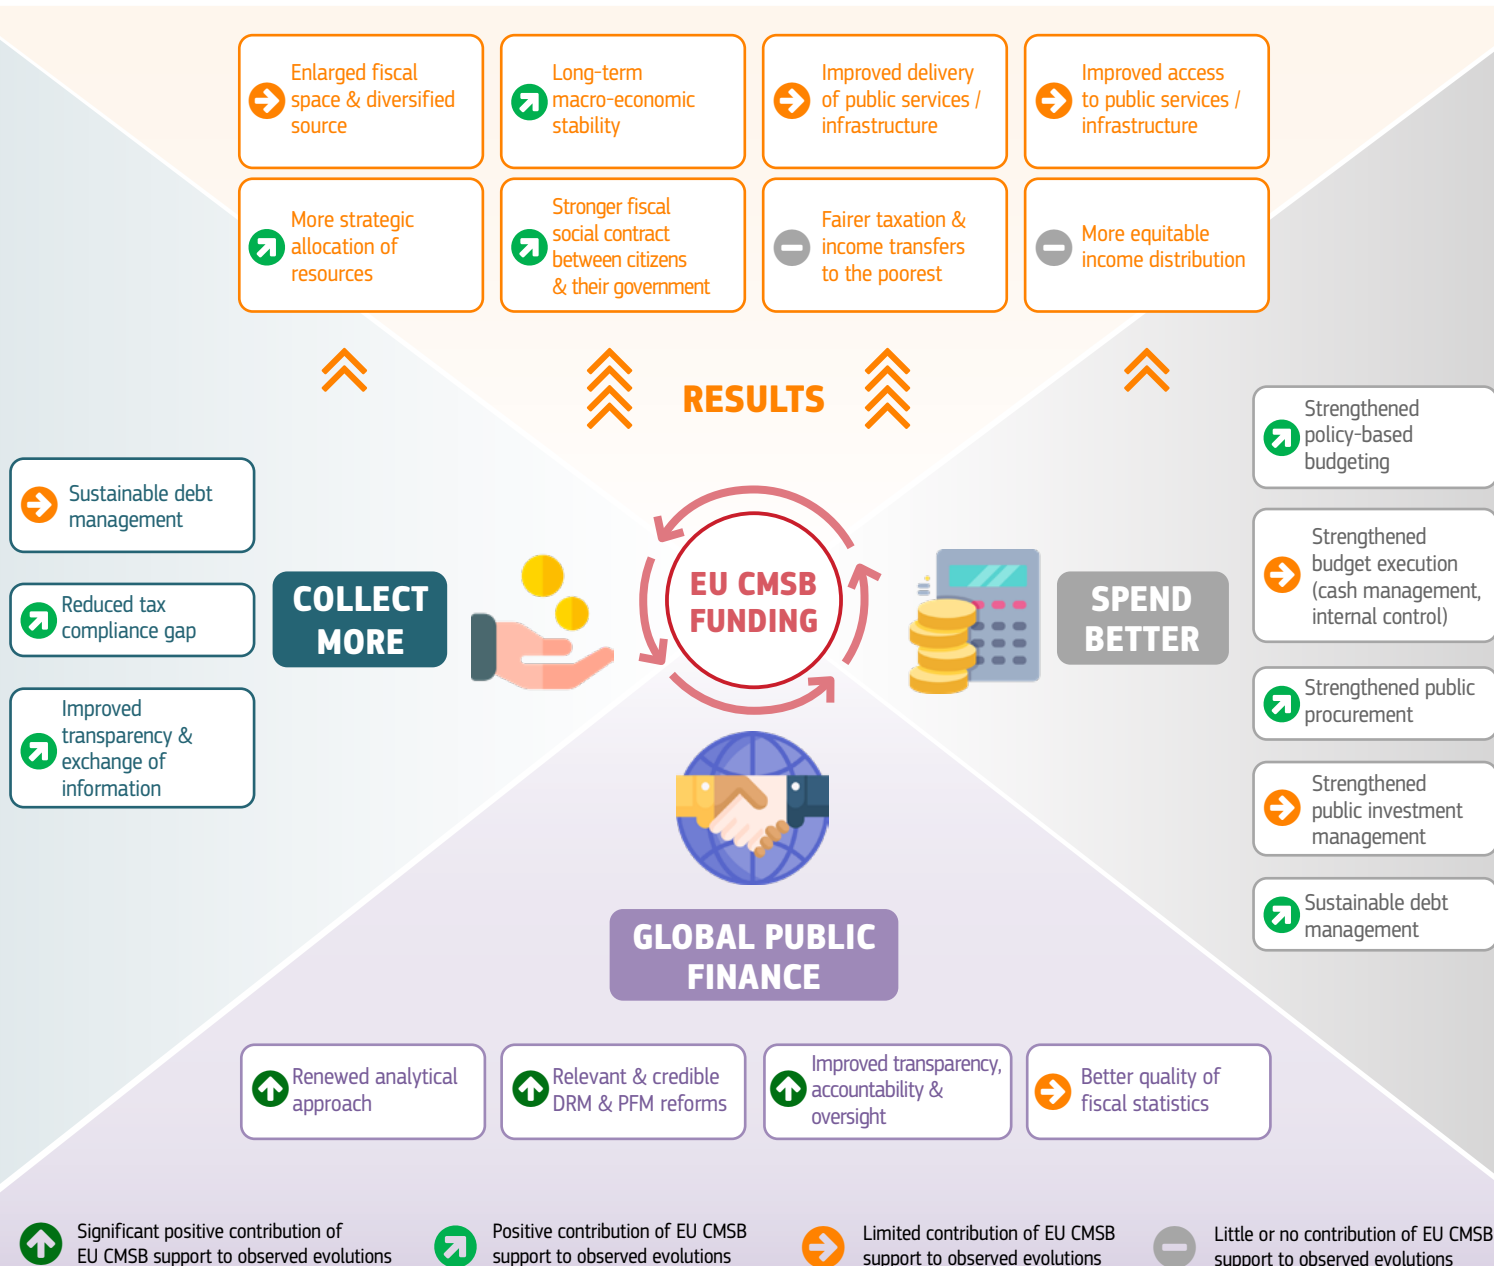 Enlarged fiscal
space & diversified
source
Long-term
macro-economic
stability
Improved delivery
of public services /
infrastructure
Improved access
to public services /
infrastructure
More strategic
allocation of
resources
Stronger fiscal
social contract
between citizens
& their government
Fairer taxation &
income transfers
to the poorest
More equitable
income distribution
RESULTS
Sustainable debt
management
Reduced tax
compliance gap
Improved
transparency &
exchange of
information
COLLECT
MORE
EU CMSB
FUNDING
SPEND
BETTER
Strengthened
policy-based
budgeting
Strengthened
budget execution
(cash management,
internal control)
Strengthened public
procurement
Strengthened
public investment
management
Sustainable debt
management
GLOBAL PUBLIC
FINANCE
Renewed analytical
approach
Relevant & credible
DRM & PFM reforms
Improved transparency,
accountability &
oversight
Better quality of
fiscal statistics
Significant positive contribution of
EU CMSB support to observed evolutions
Positive contribution of EU CMSB
support to observed evolutions
Limited contribution of EU CMSB
support to observed evolutions
Little or no contribution of EU CMSB
support to observed evolutions